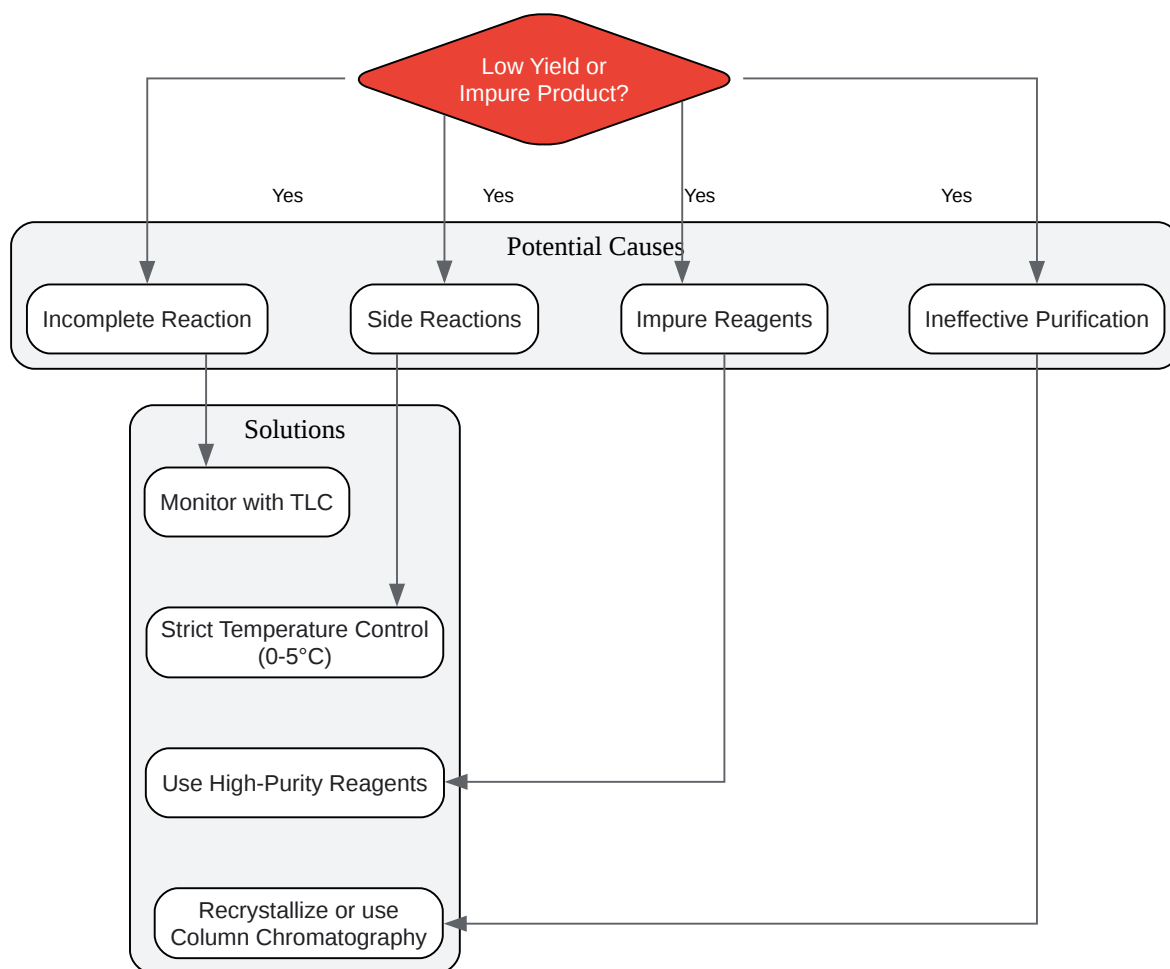 Low Yield or
Impure Product?
Yes
Yes
Yes
Yes
Potential Causes
Incomplete Reaction
Side Reactions
Impure Reagents
Ineffective Purification
Solutions
Monitor with TLC
Strict Temperature Control
(0-5°C)
Use High-Purity Reagents
Recrystallize or use
Column Chromatography